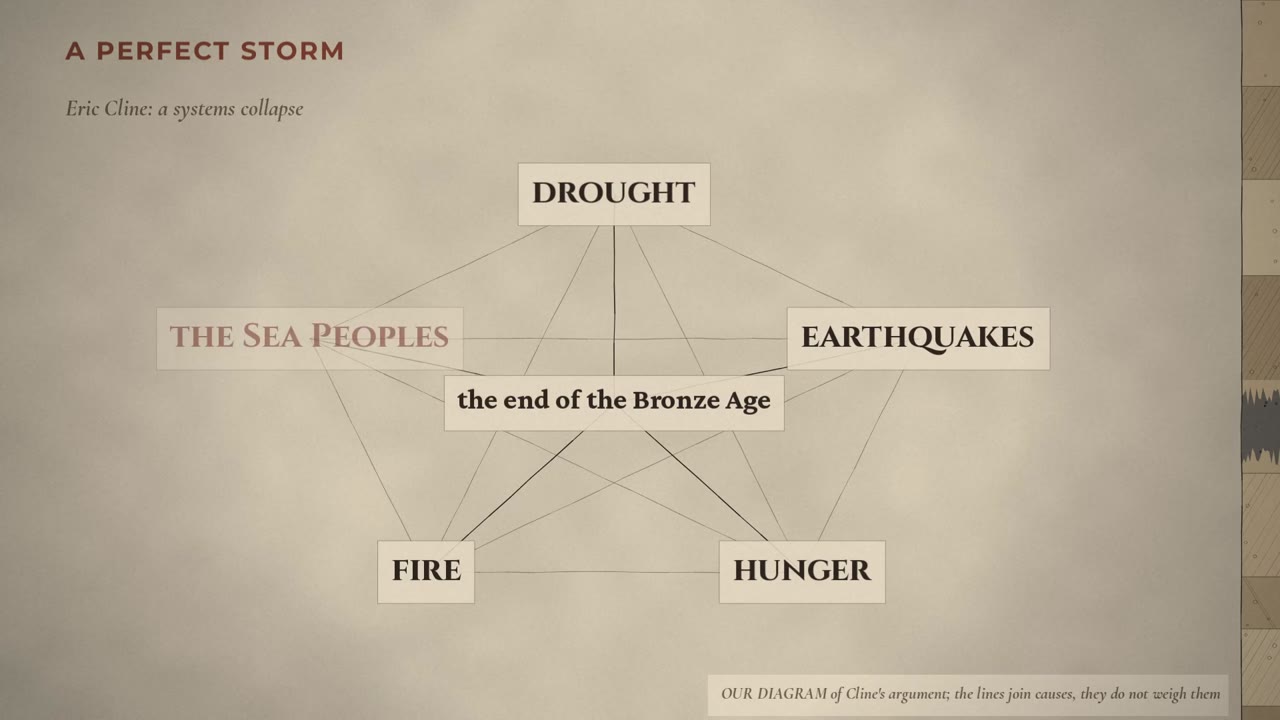 A PERFECT STORM
Eric Cline: a systems collapse
DROUGHT
THE SEA PEOPLES
EARTHQUAKES
the end of the Bronze Age
FIRE
HUNGER
OUR DIAGRAM of Cline's argument; the lines join causes, they do not weigh them